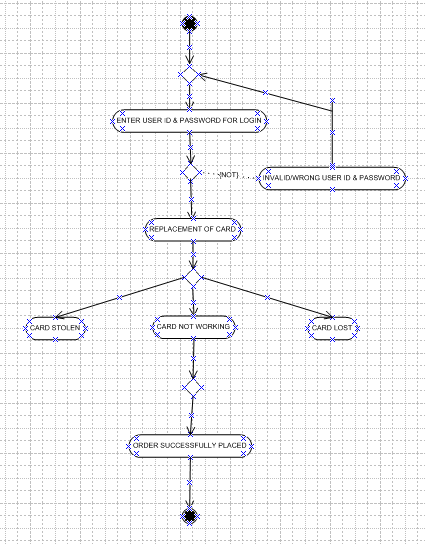 ENTER USER ID & PASSWORD FOR LOGIN
(NOT)
INVALID/WRONG USER ID & PASSWORD
REPLACEMENT OF CARD
CARD STOLEN
CARD NOT WORKING
CARD LOST
ORDER SUCCESSFULLY PLACED